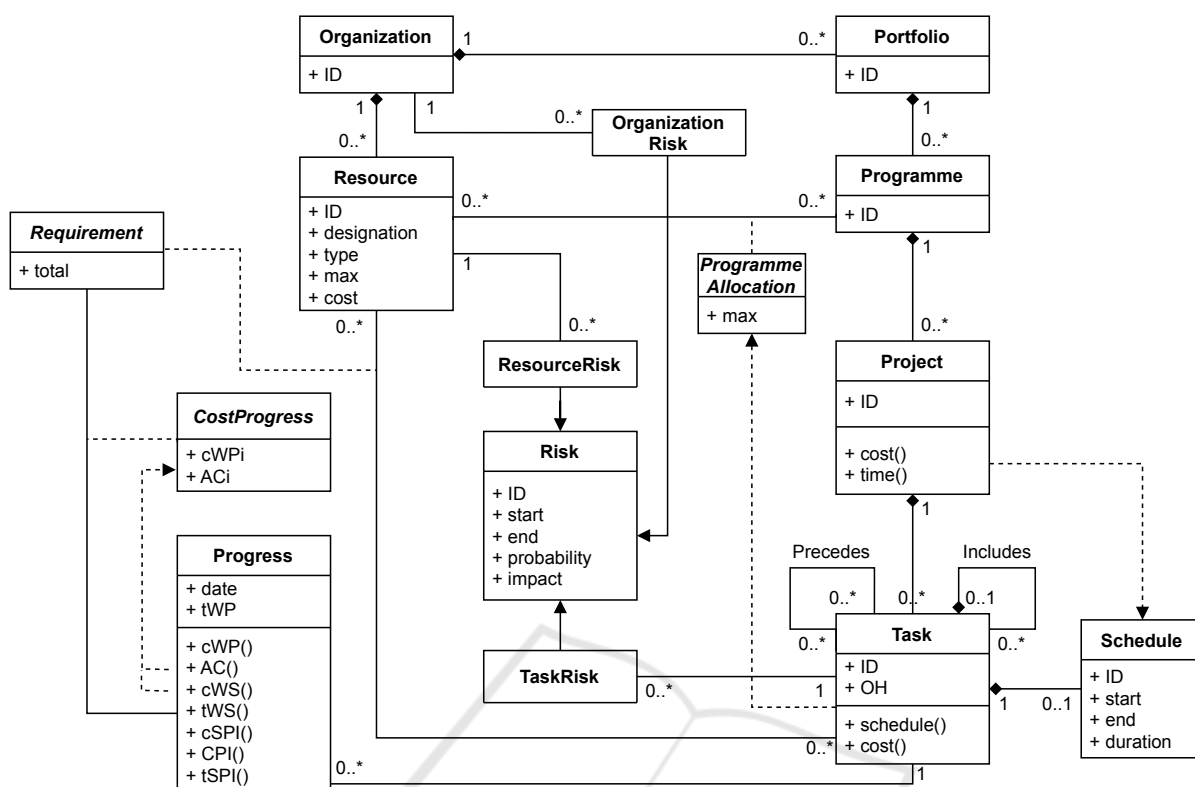 Organization
+ ID
1
0..*
Portfolio
+ ID
1
0..*
1
0..*
1
0..*
Organization
Risk
Resource
+ ID
+ designation
+ type
+ max
+ cost
0..*
0..*
Programme
+ ID
1
0..*
Requirement
+ total
Programme
Allocation
+ max
1
0..*
0..*
ResourceRisk
Project
+ ID
+ cost()
+ time()
1
0..*
CostProgress
+ cWPi
+ ACi
Risk
+ ID
+ start
+ end
+ probability
+ impact
Progress
+ date
+ tWP
+ cWP()
+ AC()
+ cWS()
+ tWS()
+ cSPI()
+ CPI()
+ tSPI()
Precedes
0..*
0..*
Includes
0..1
0..*
Task
+ ID
+ OH
+ schedule()
+ cost()
TaskRisk
0..*
1
1
0..1
Schedule
+ ID
+ start
+ end
+ duration
0..*
0..*
1